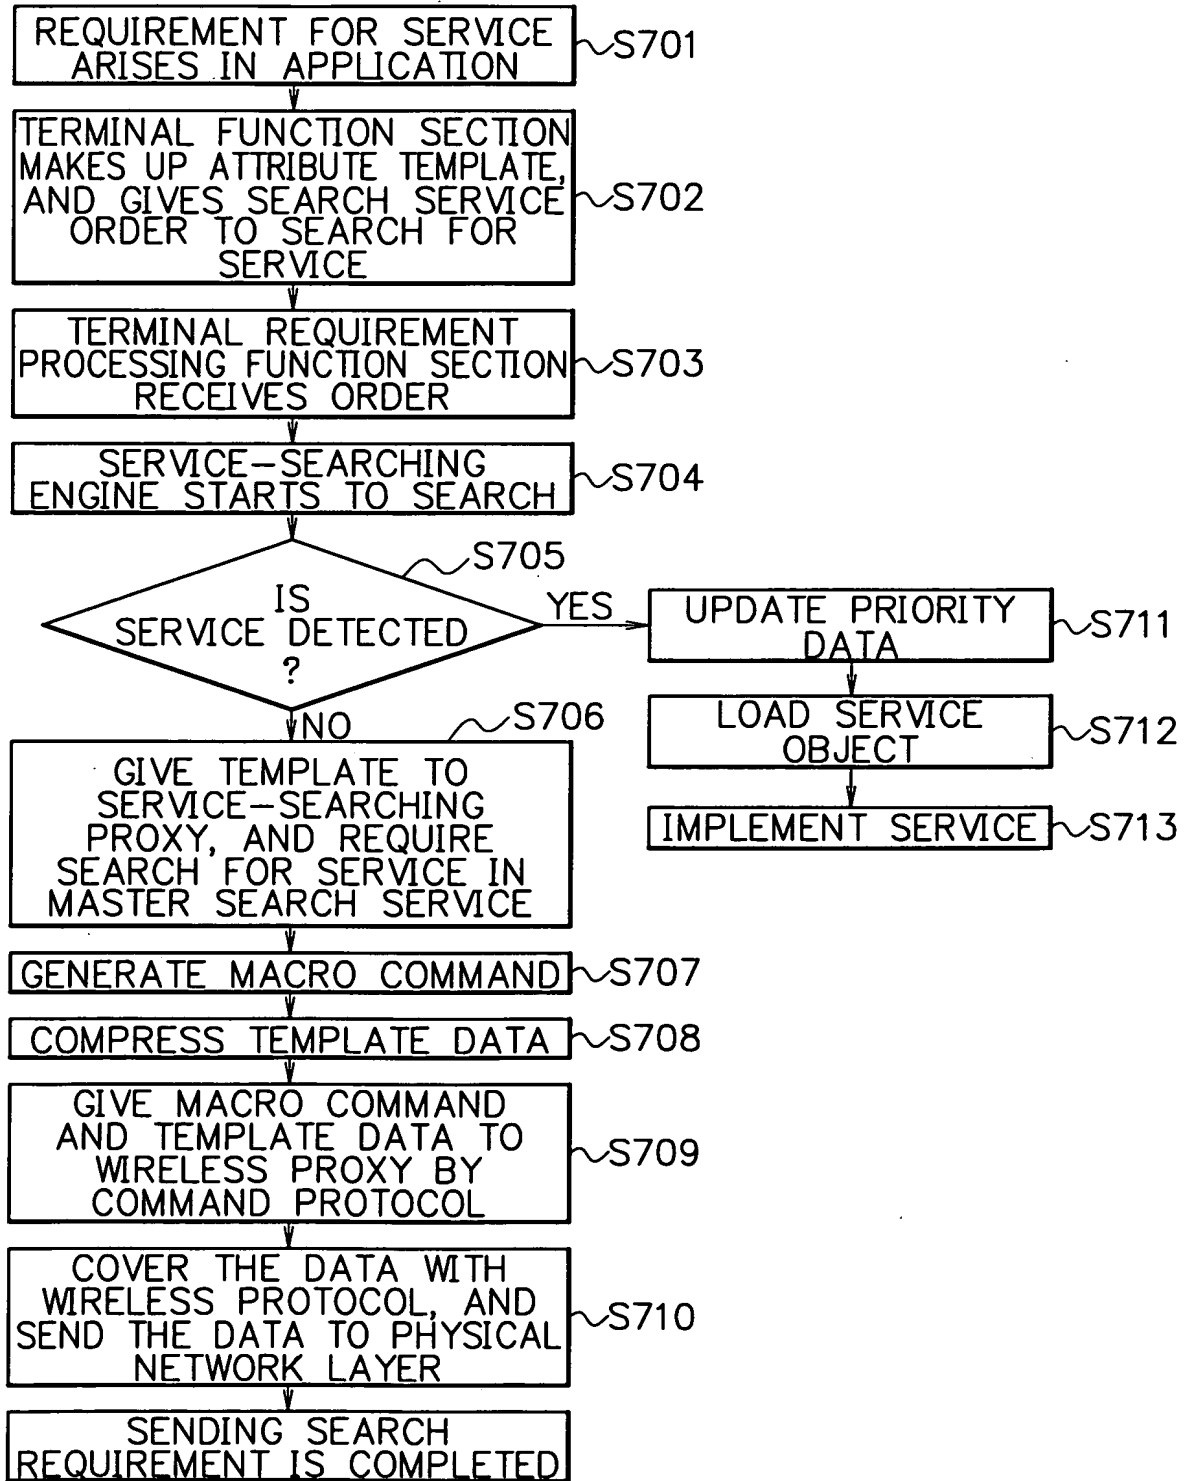 REQUIREMENT FOR SERVICE
ARISES IN APPLICATION
S701
TERMINAL FUNCTION SECTION
MAKES UP ATTRIBUTE TEMPLATE,
AND GIVES SEARCH SERVICE
ORDER TO SEARCH FOR
SERVICE
S702
TERMINAL REQUIREMENT
PROCESSING FUNCTION SECTION
RECEIVES ORDER
S703
SERVICE-SEARCHING
ENGINE STARTS TO SEARCH
S704
S705
IS
SERVICE DETECTED
?
YES
UPDATE PRIORITY
DATA
S711
LOAD SERVICE
OBJECT
S712
IMPLEMENT SERVICE
S713
NO
S706
GIVE TEMPLATE TO
SERVICE-SEARCHING
PROXY, AND REQUIRE
SEARCH FOR SERVICE IN
MASTER SEARCH SERVICE
GENERATE MACRO COMMAND
S707
COMPRESS TEMPLATE DATA
S708
GIVE MACRO COMMAND
AND TEMPLATE DATA TO
WIRELESS PROXY BY
COMMAND PROTOCOL
S709
COVER THE DATA WITH
WIRELESS PROTOCOL, AND
SEND THE DATA TO PHYSICAL
NETWORK LAYER
S710
SENDING SEARCH
REQUIREMENT IS COMPLETED